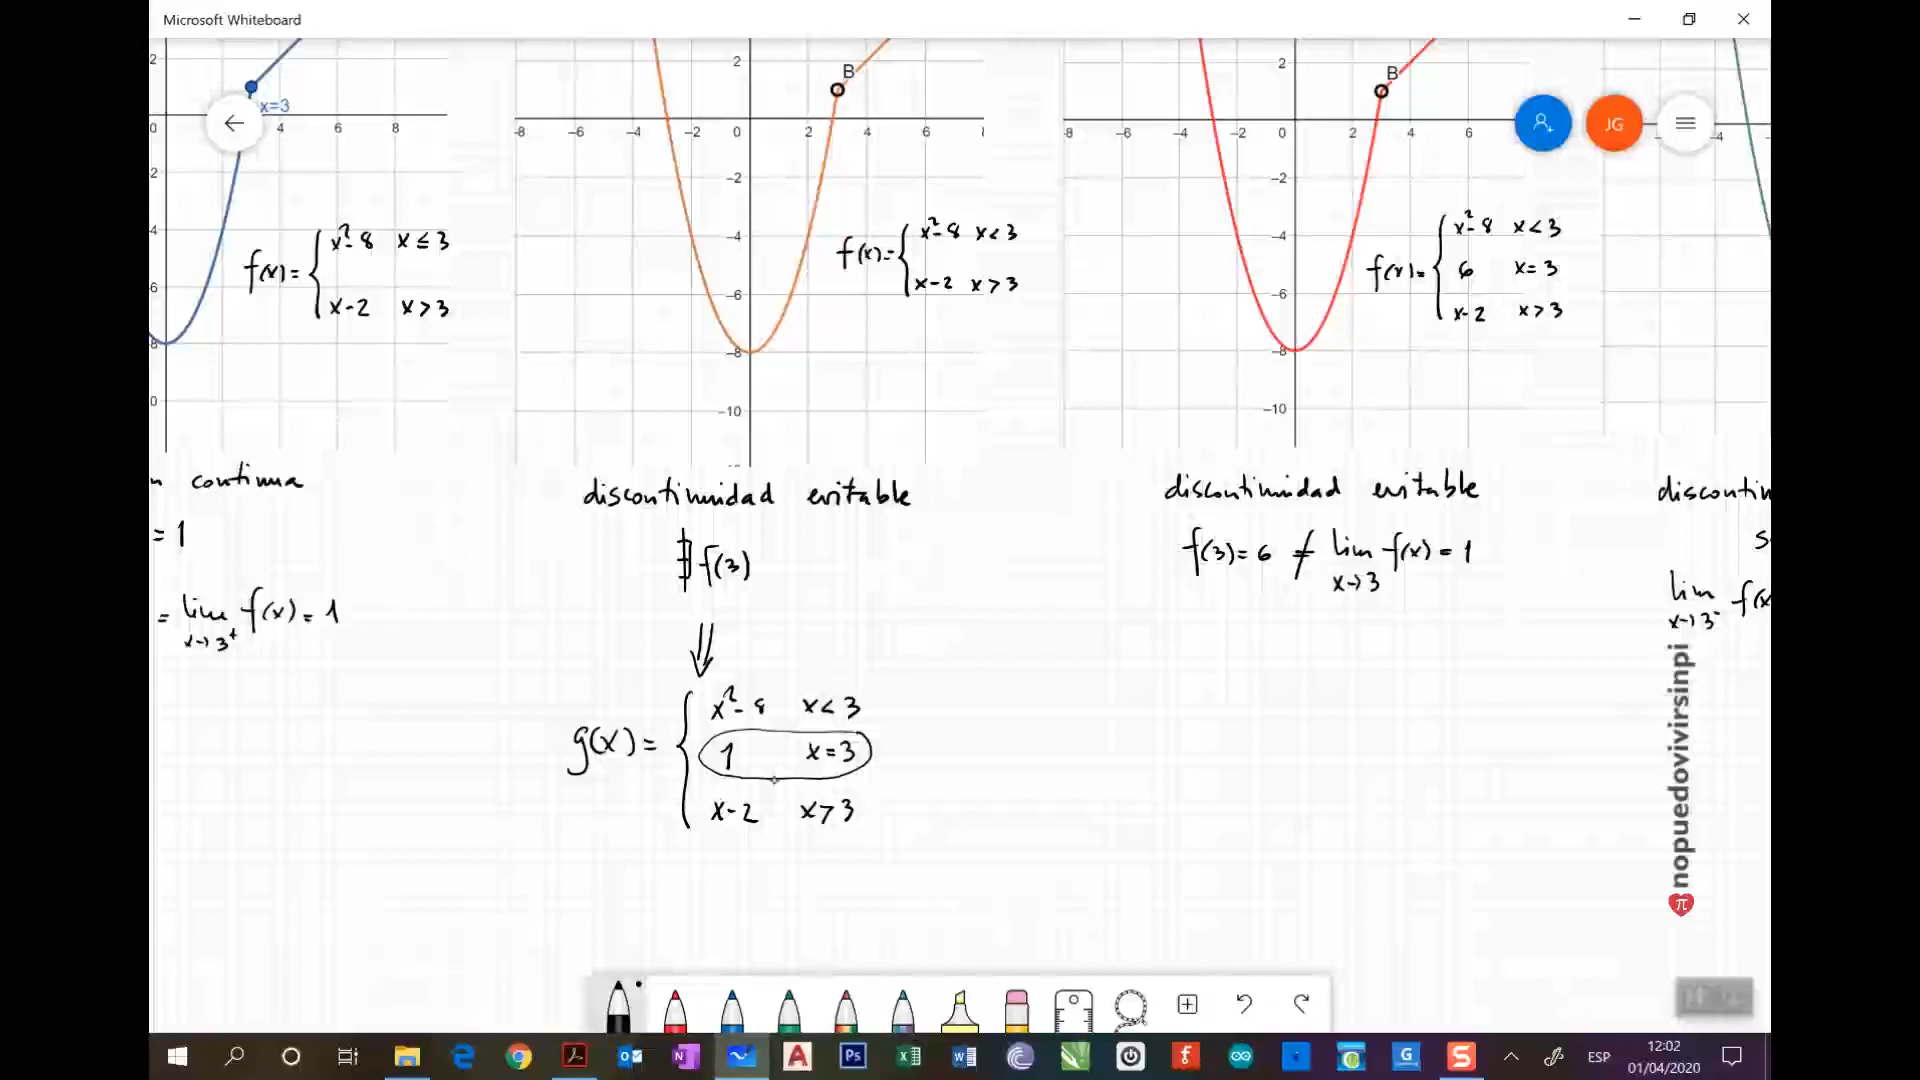 Microsoft Whiteboard
x=3
B
B
JG
f(x)= { x²-8 x≤3
x-2 x>3
f(x)= { x²-8 x<3
x-2 x>3
f(x)= { x²-8 x<3
6 x=3
x-2 x>3
n continua
= 1
= lim f(x) = 1
x→3⁺
discontinuidad evitable
∄ f(3)
⇓
g(x) = { x²-8 x<3
1 x=3
x-2 x>3
discontinuidad evitable
f(3)=6 ≠ lim f(x) = 1
x→3
discontin
s
lim f(x
x→3⁻
nopuedovivirsinpi
π
ESP
12:02
01/04/2020